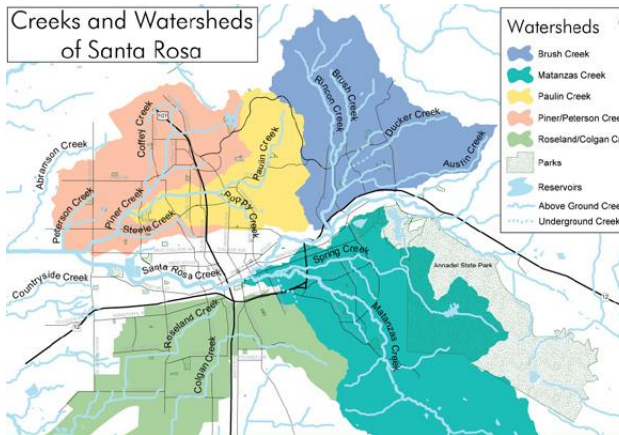 Creeks and Watersheds
of Santa Rosa
Watersheds
Brush Creek
Matanzas Creek
Paulin Creek
Piner/Peterson Creek
Roseland/Colgan Creek
Parks
Reservoirs
Above Ground Creek
Underground Creek
Abramson Creek
Coffey Creek
101
Paulin Creek
Rincon Creek
Brush Creek
Ducker Creek
Austin Creek
Peterson Creek
Piner Creek
Steele Creek
Poppy Creek
Countryside Creek
Santa Rosa Creek
Spring Creek
Annadel State Park
Matanzas Creek
Roseland Creek
Colgan Creek
12
12